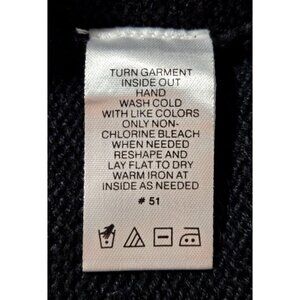 TURN GARMENT
INSIDE OUT
HAND
WASH COLD
WITH LIKE COLORS
ONLY NON-
CHLORINE BLEACH
WHEN NEEDED
RESHAPE AND
LAY FLAT TO DRY
WARM IRON AT
INSIDE AS NEEDED
# 51